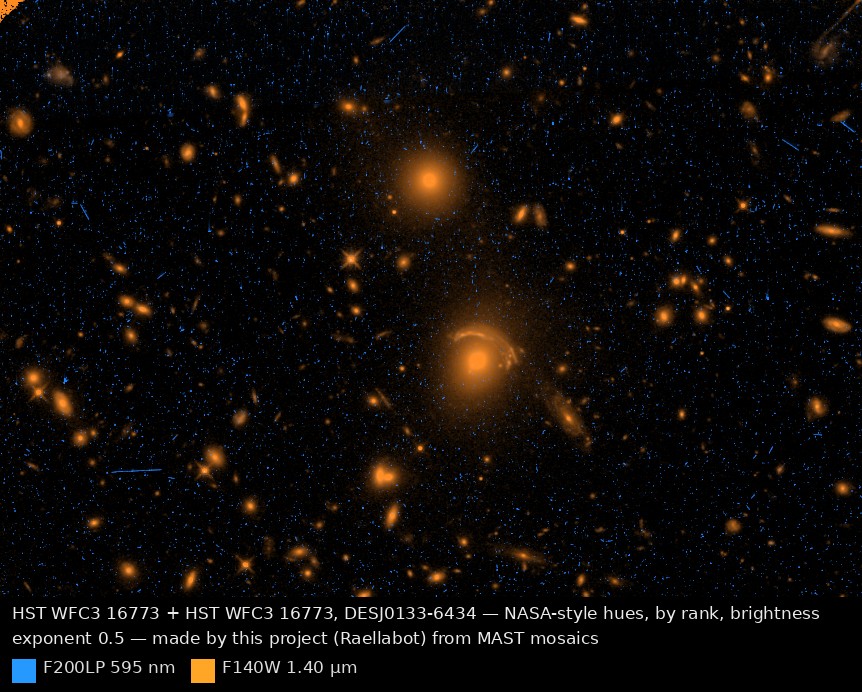 HST WFC3 16773 + HST WFC3 16773, DESJ0133-6434 — NASA-style hues, by rank, brightness
exponent 0.5 — made by this project (Raellabot) from MAST mosaics
F200LP 595 nm F140W 1.40 µm